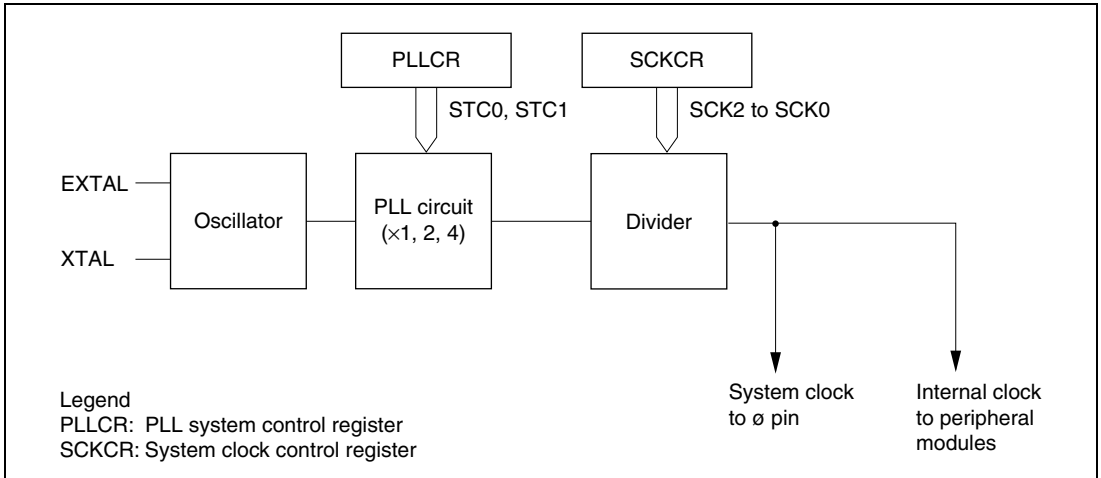 PLLCR
SCKCR
STC0, STC1
SCK2 to SCK0
EXTAL
XTAL
Oscillator
PLL circuit
(×1, 2, 4)
Divider
System clock
to ø pin
Internal clock
to peripheral
modules
Legend
PLLCR: PLL system control register
SCKCR: System clock control register